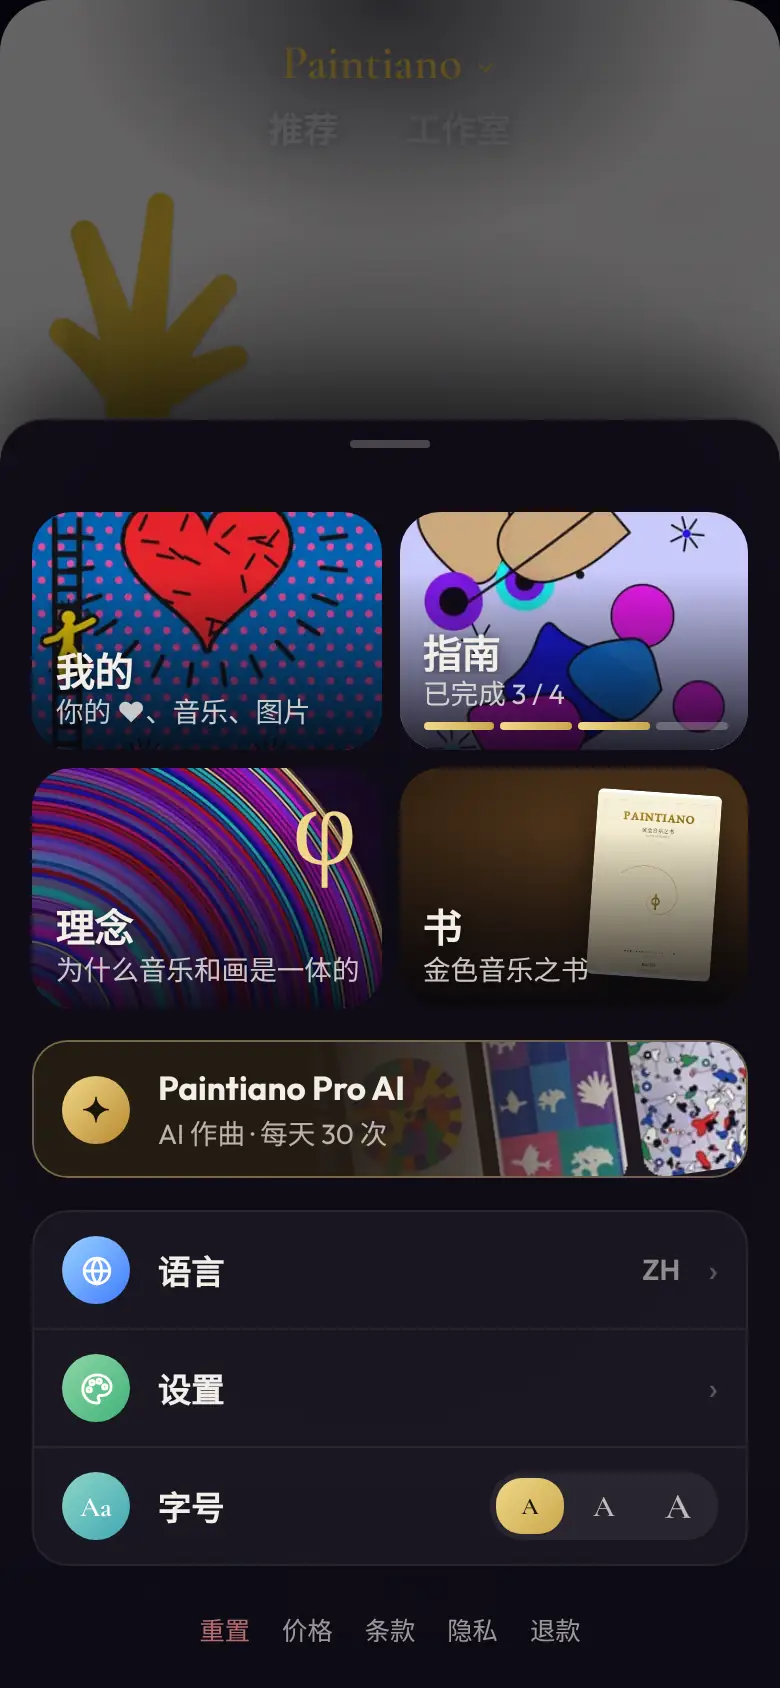 Paintiano
推荐 工作室
我的
你的 ♥、音乐、图片
指南
已完成 3 / 4
φ
理念
为什么音乐和画是一体的
PAINTIANO
ϕ
书
金色音乐之书
Paintiano Pro AI
AI 作曲 · 每天 30 次
语言 ZH ›
设置 ›
Aa 字号 A A A
重置 价格 条款 隐私 退款